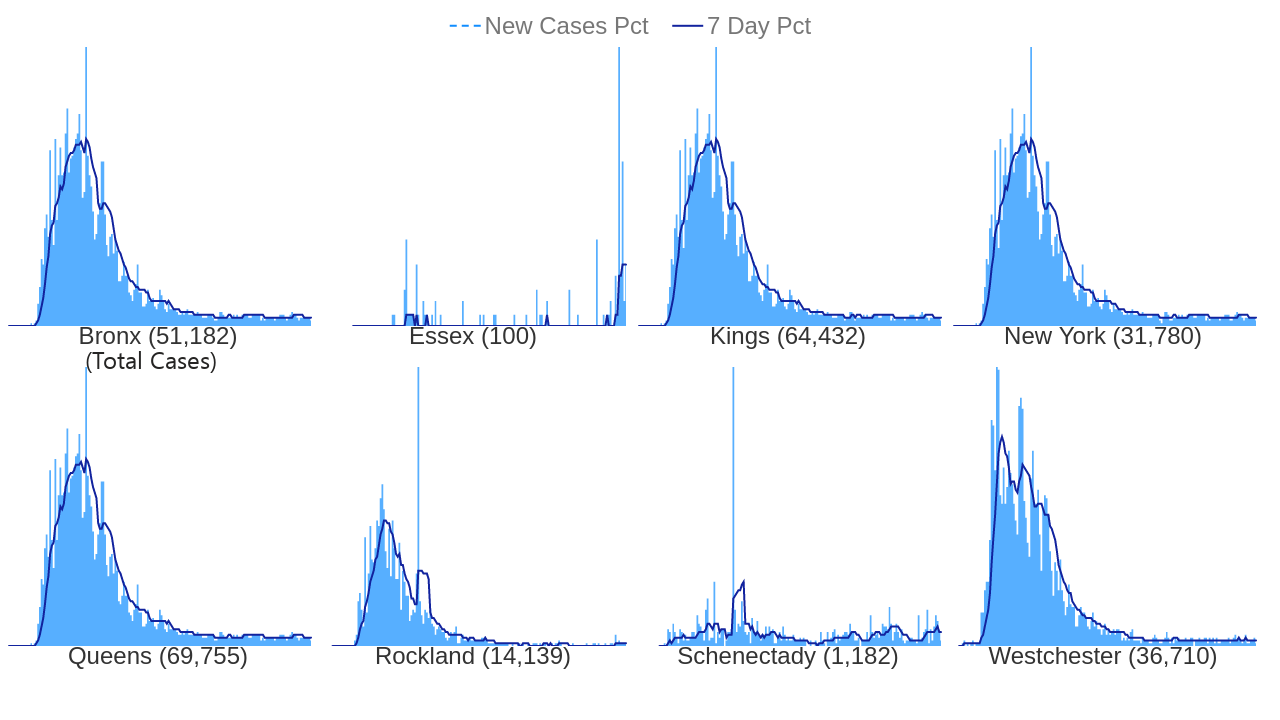 New Cases Pct 7 Day Pct
Bronx (51,182) Essex (100) Kings (64,432) New York (31,780)
(Total Cases)
Queens (69,755) Rockland (14,139) Schenectady (1,182) Westchester (36,710)